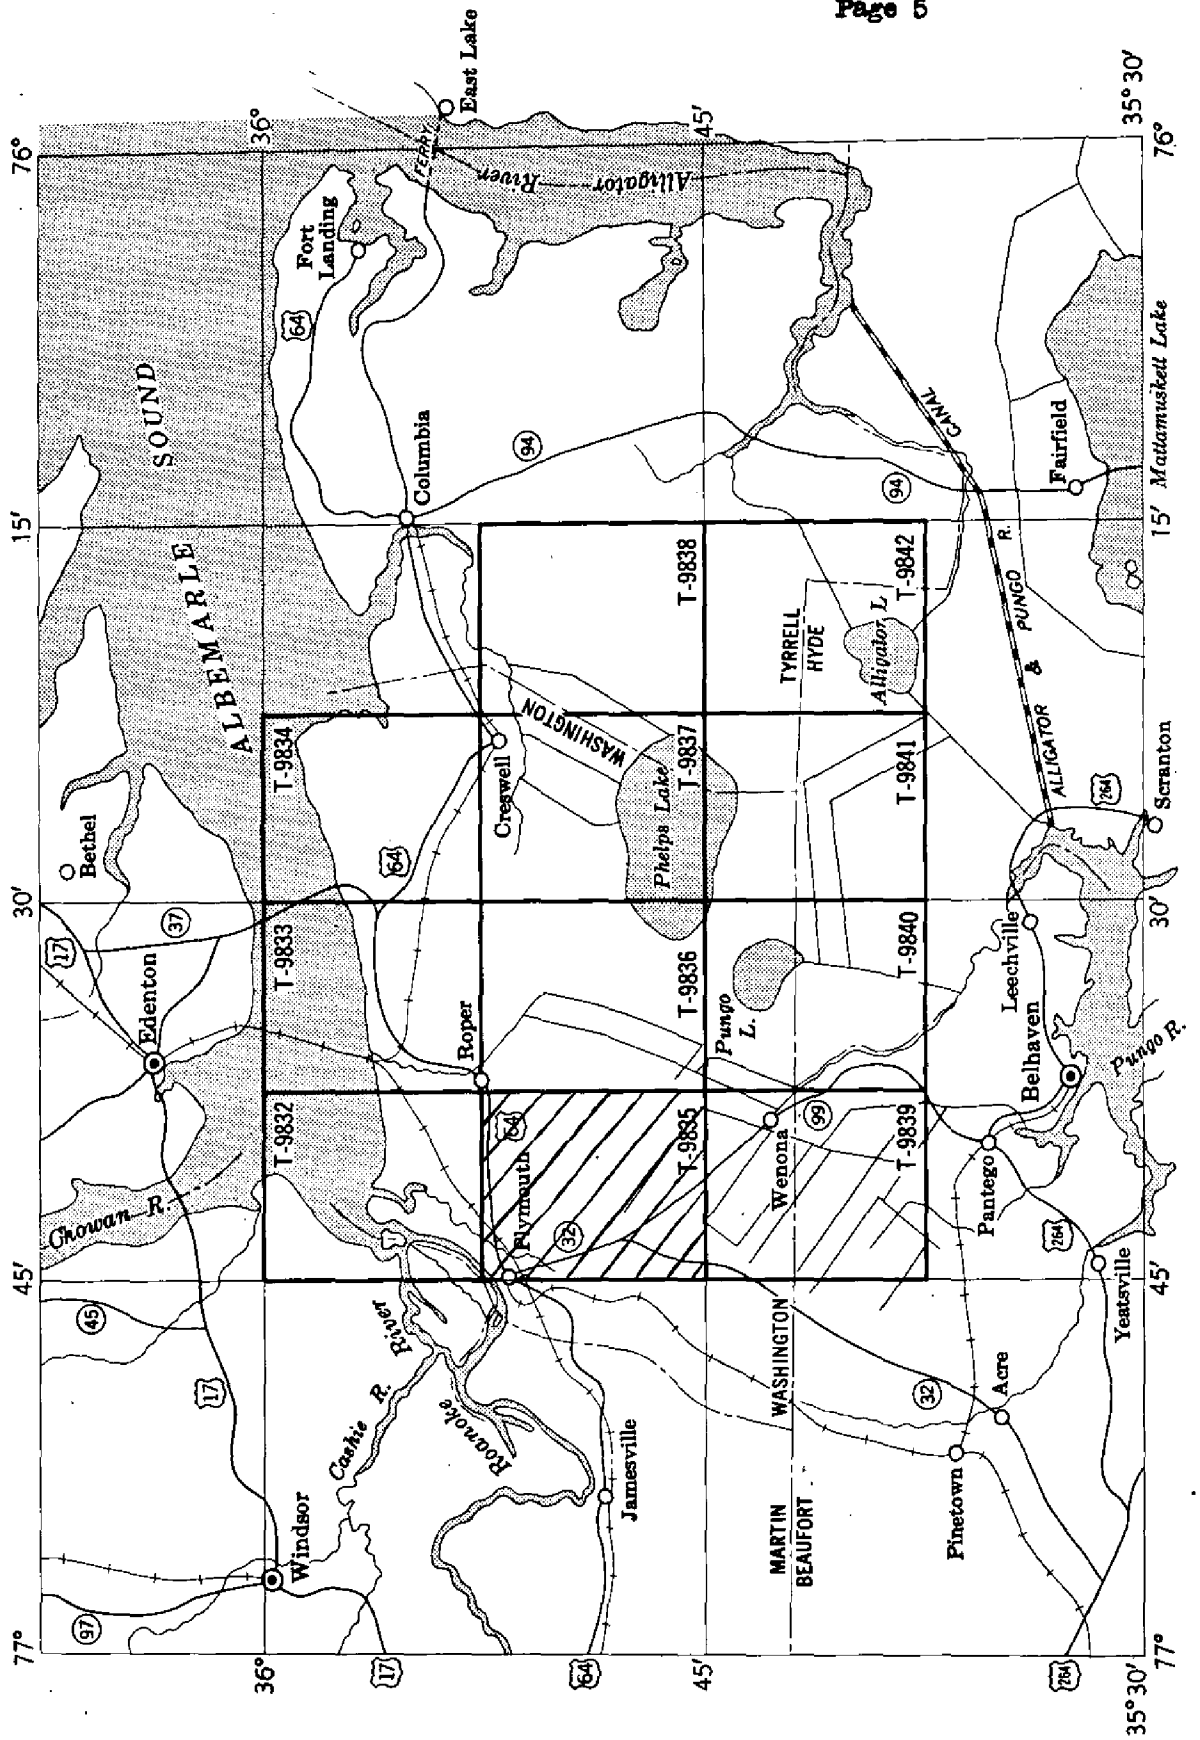 Page 5
77°
45'
30'
15'
76°
97
45
17
17
37
Edenton
Bethel
Chowan R.
ALBEMARLE
SOUND
Windsor
36°
36°
T-9832
T-9833
T-9834
64
Fort
Landing
FERRY
East Lake
Columbia
17
Cashie R.
River
Roanoke
Roper
64
Creswell
94
Alligator River
Plymouth
64
32
WASHINGTON
Phelps Lake
64
Jamesville
45'
T-9835
T-9836
T-9837
T-9838
45'
Pungo
L.
Wenona
99
MARTIN
BEAUFORT
WASHINGTON
TYRRELL
HYDE
Alligator L
94
CANAL
T-9839
T-9840
T-9841
T-9842
32
Pinetown
Acre
Pantego
Belhaven
Leechville
ALLIGATOR & PUNGO R.
Fairfield
264
264
Yeatsville
Pungo R.
Scranton
Mattamuskeet Lake
264
35° 30'
35° 30'
77°
45'
30'
15'
76°